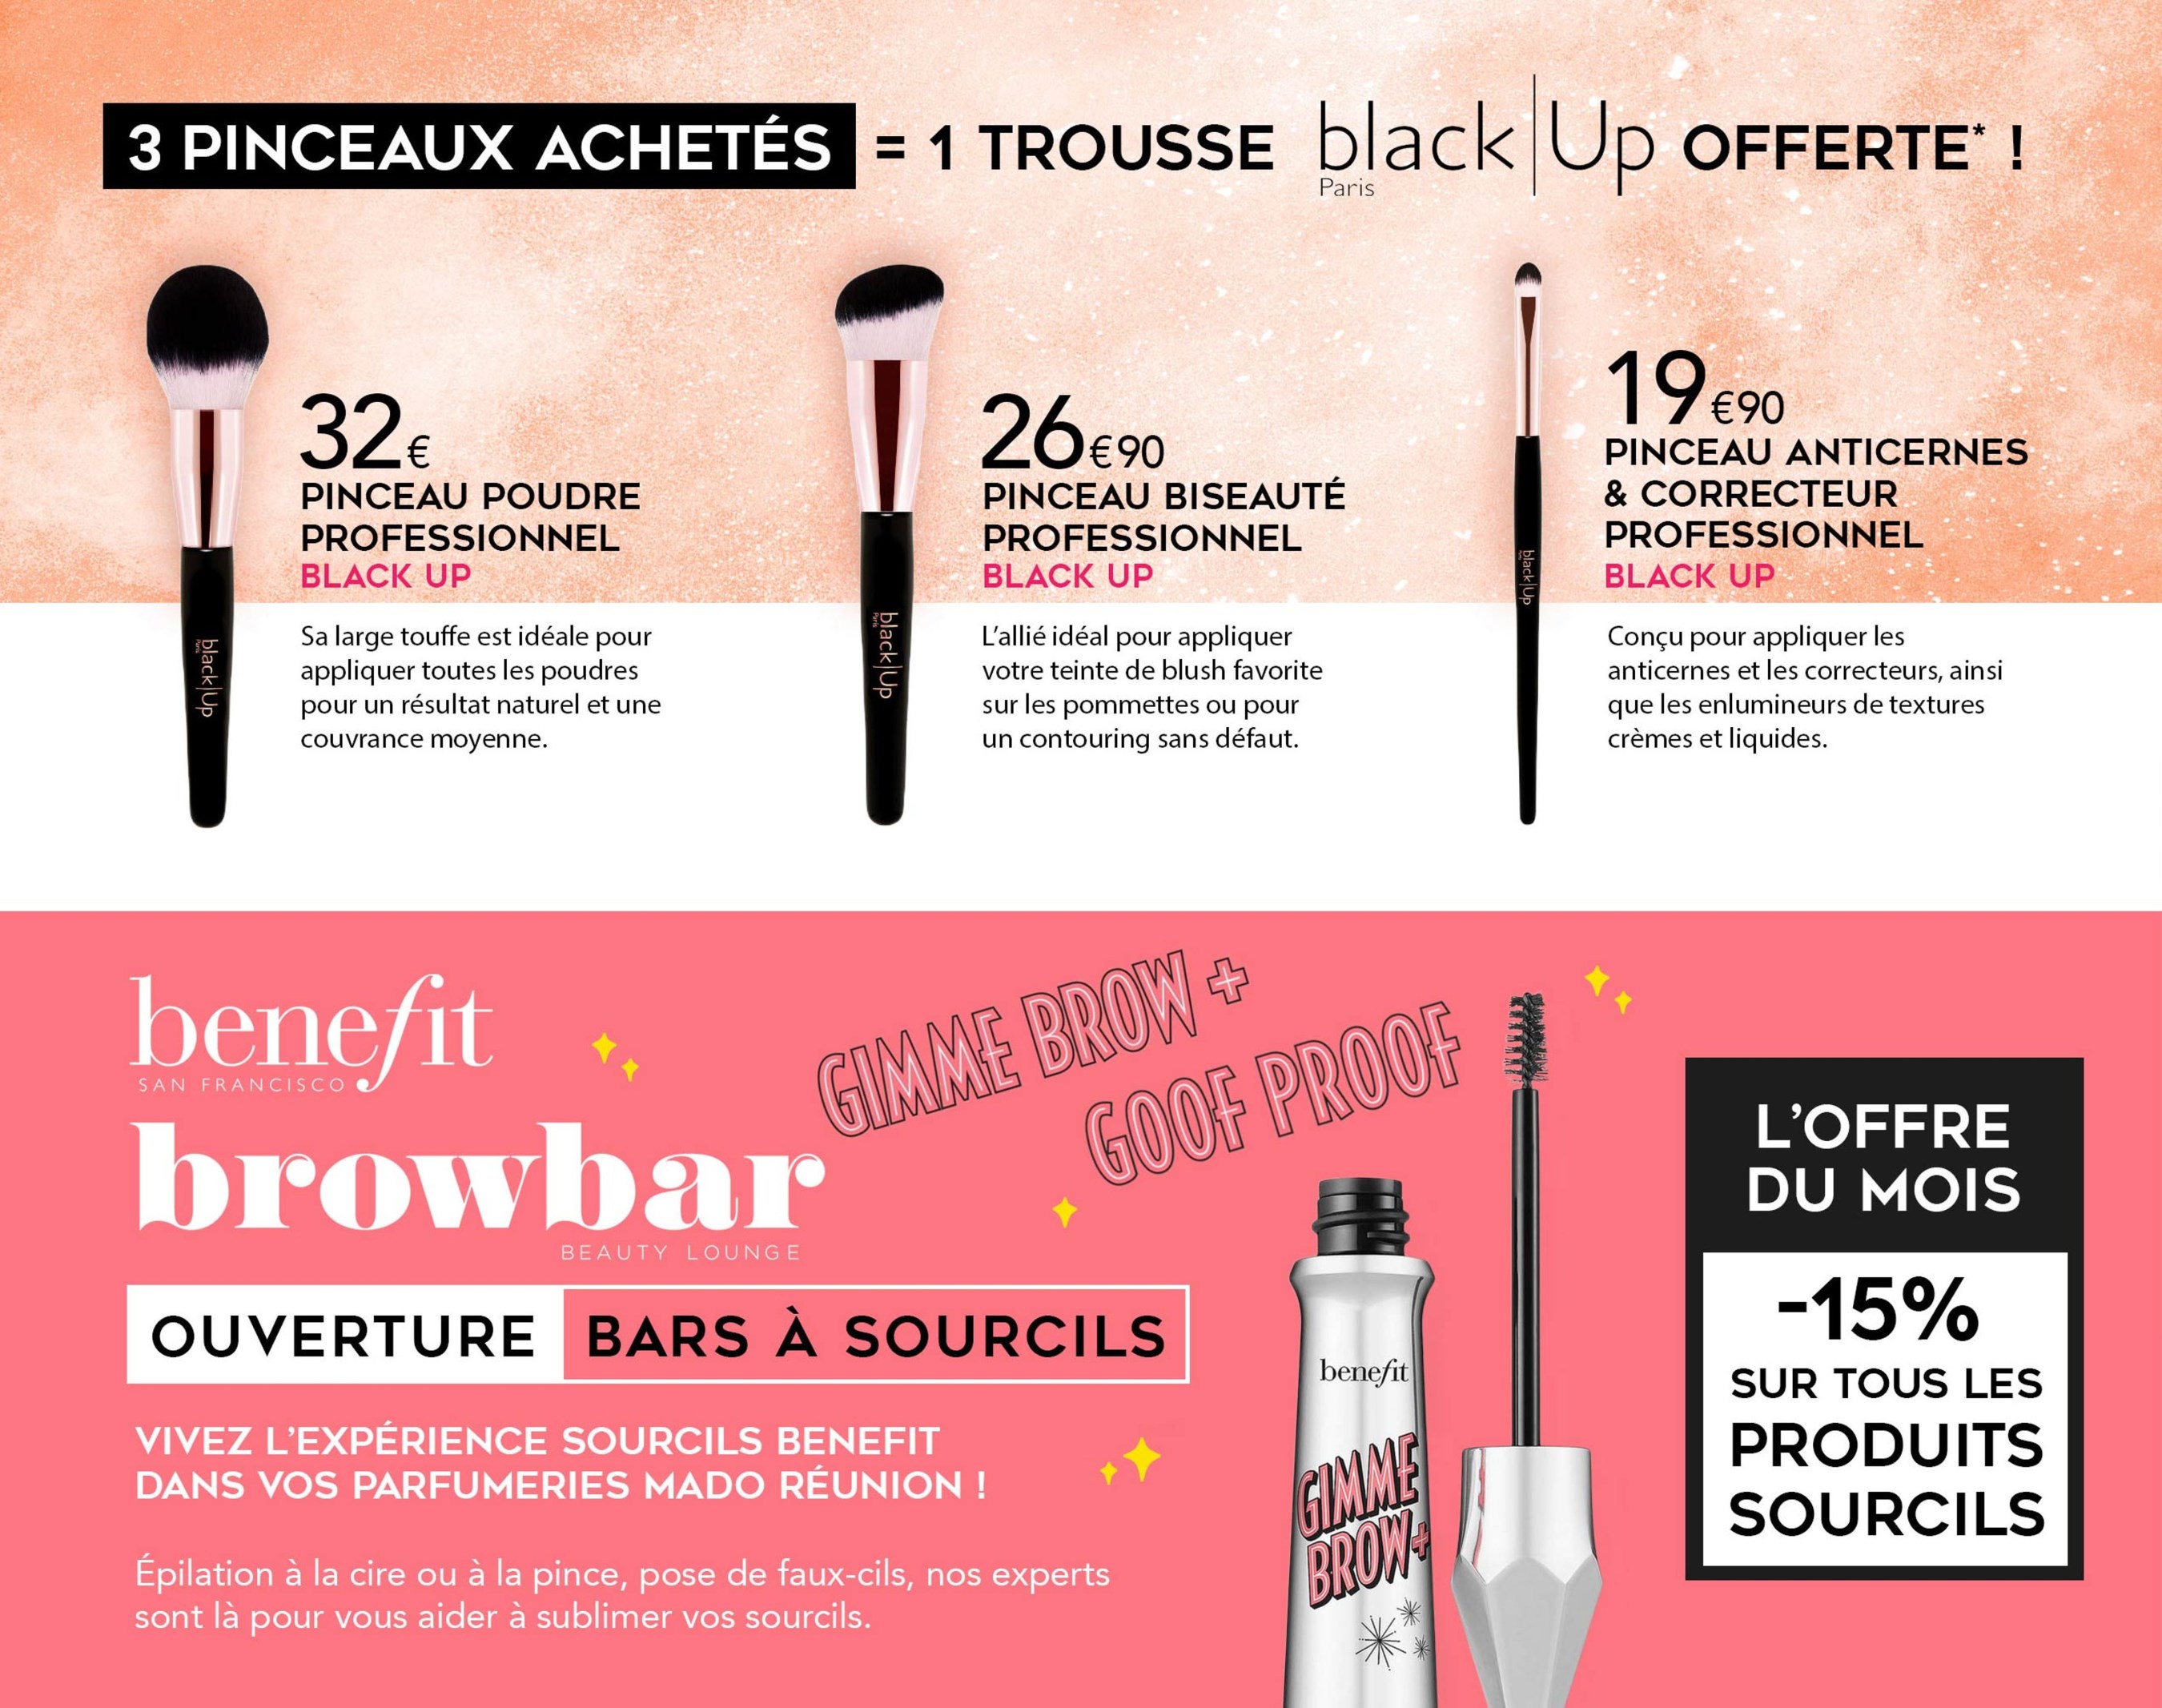 3 PINCEAUX ACHETÉS = 1 TROUSSE black|Up OFFERTE* !
Paris
32€
PINCEAU POUDRE
PROFESSIONNEL
BLACK UP
Sa large touffe est idéale pour
appliquer toutes les poudres
pour un résultat naturel et une
couvrance moyenne.
black|Up
Paris
26€90
PINCEAU BISEAUTÉ
PROFESSIONNEL
BLACK UP
L'allié idéal pour appliquer
votre teinte de blush favorite
sur les pommettes ou pour
un contouring sans défaut.
black|Up
Paris
19€90
PINCEAU ANTICERNES
& CORRECTEUR
PROFESSIONNEL
BLACK UP
Conçu pour appliquer les
anticernes et les correcteurs, ainsi
que les enlumineurs de textures
crèmes et liquides.
black|Up
Paris
benefit
SAN FRANCISCO
browbar
BEAUTY LOUNGE
GIMME BROW +
GOOF PROOF
OUVERTURE BARS À SOURCILS
VIVEZ L'EXPÉRIENCE SOURCILS BENEFIT
DANS VOS PARFUMERIES MADO RÉUNION !
Épilation à la cire ou à la pince, pose de faux-cils, nos experts
sont là pour vous aider à sublimer vos sourcils.
benefit
GIMME
BROW+
L'OFFRE
DU MOIS
-15%
SUR TOUS LES
PRODUITS
SOURCILS